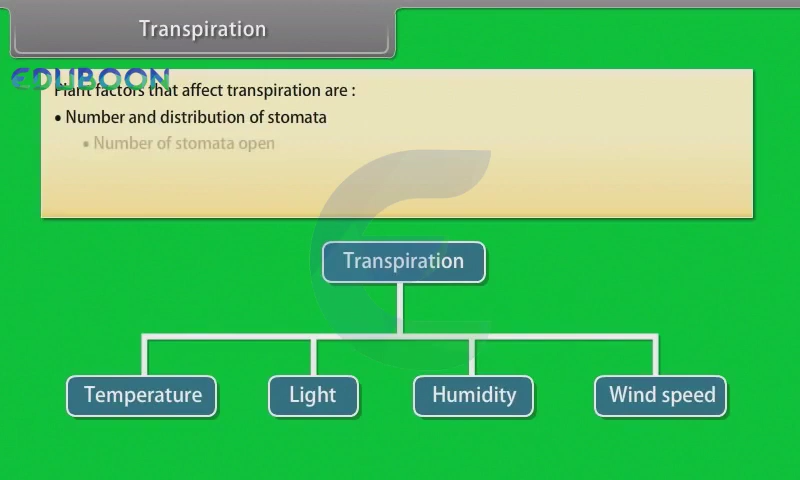 Transpiration
EDUBOON
Plant factors that affect transpiration are :
• Number and distribution of stomata
• Number of stomata open
Transpiration
Temperature
Light
Humidity
Wind speed